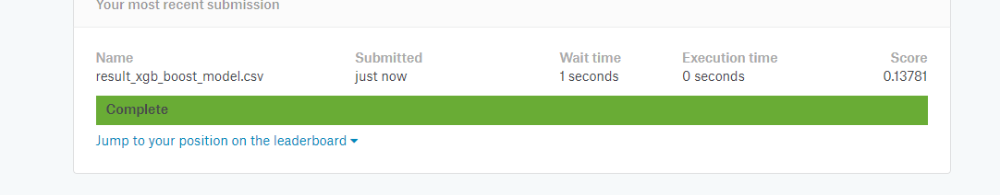 Your most recent submission
Name Submitted Wait time Execution time Score
result_xgb_boost_model.csv just now 1 seconds 0 seconds 0.13781
Complete
Jump to your position on the leaderboard